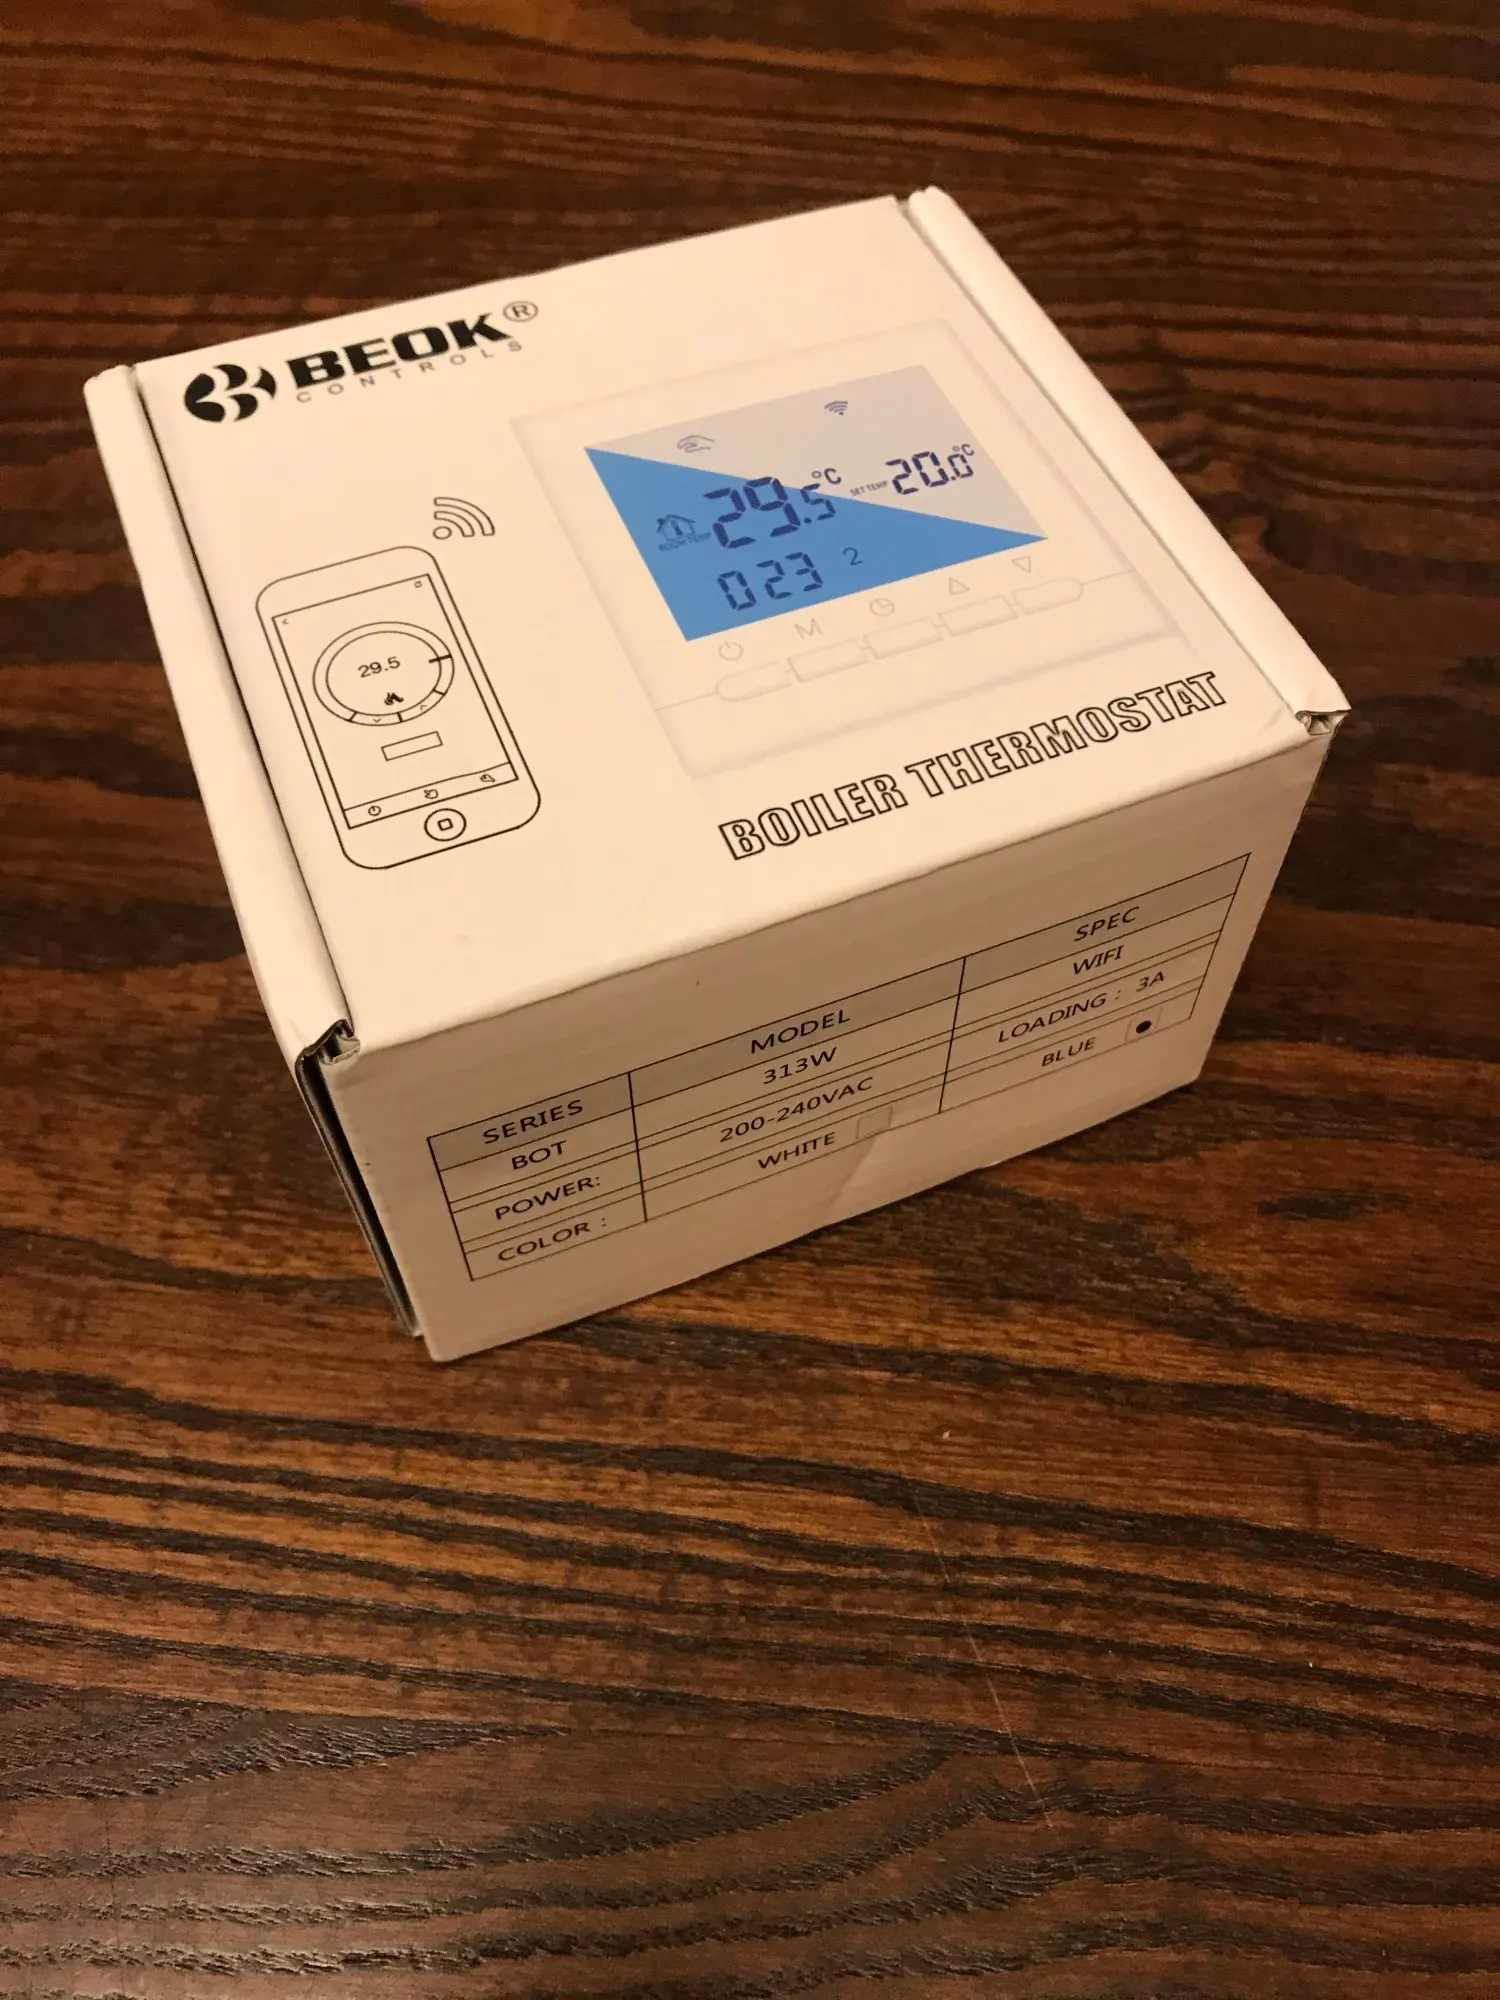 BEOK®
CONTROLS
29.5°C
SET TEMP 20.0°C
ROOM TEMP
023 2
M
29.5
BOILER THERMOSTAT
SERIES MODEL SPEC
BOT 313W WIFI
POWER: 200-240VAC LOADING : 3A
COLOR : WHITE BLUE